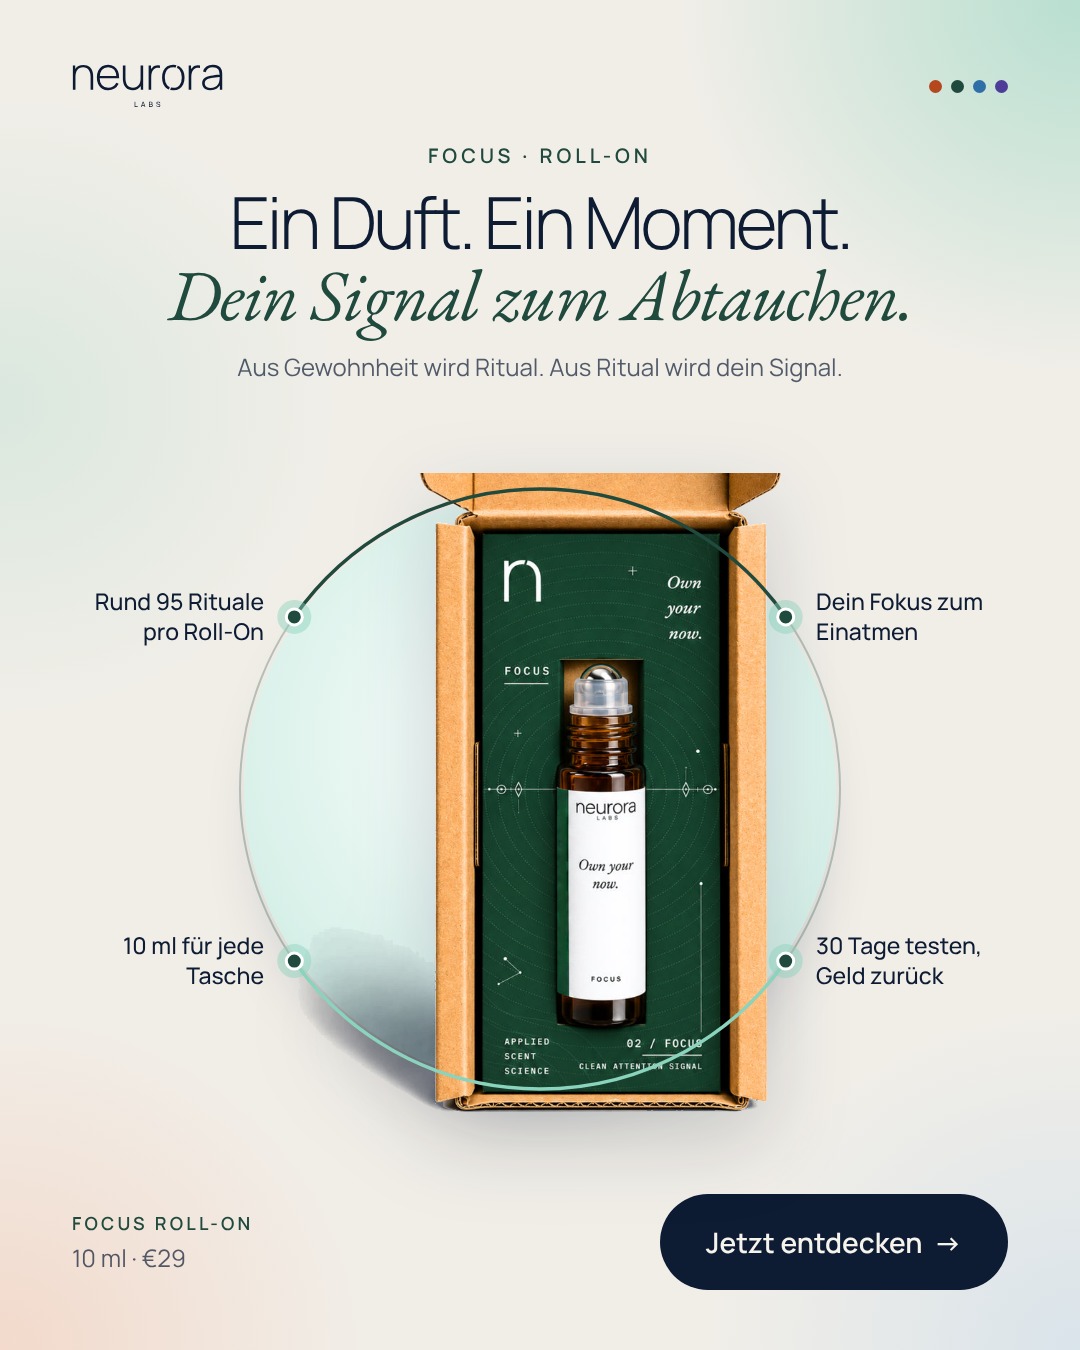 neurora
LABS
FOCUS · ROLL-ON
Ein Duft. Ein Moment.
Dein Signal zum Abtauchen.
Aus Gewohnheit wird Ritual. Aus Ritual wird dein Signal.
Rund 95 Rituale
pro Roll-On
Dein Fokus zum
Einatmen
n
Own
your
now.
FOCUS
neurora
LABS
Own your
now.
FOCUS
10 ml für jede
Tasche
30 Tage testen,
Geld zurück
APPLIED
SCENT
SCIENCE
02 / FOCUS
CLEAN ATTENTION SIGNAL
FOCUS ROLL-ON
10 ml · €29
Jetzt entdecken →